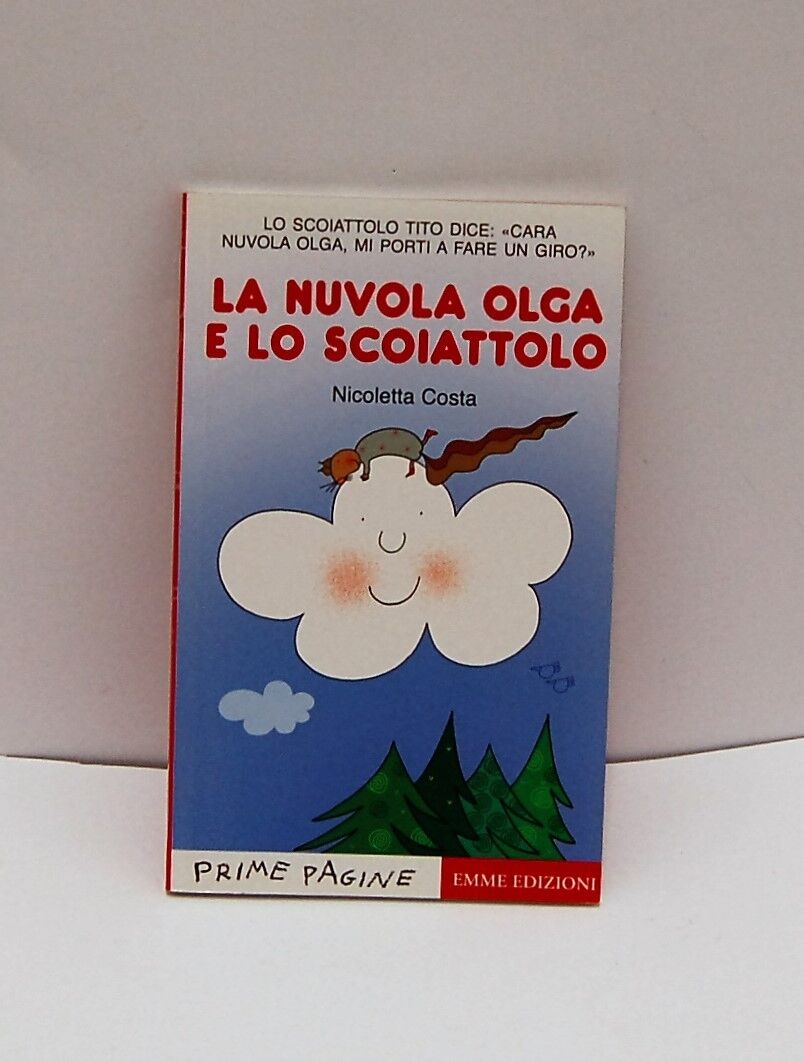 LO SCOIATTOLO TITO DICE: «CARA
NUVOLA OLGA, MI PORTI A FARE UN GIRO?»
LA NUVOLA OLGA
E LO SCOIATTOLO
Nicoletta Costa
PRIME PAGINE
EMME EDIZIONI